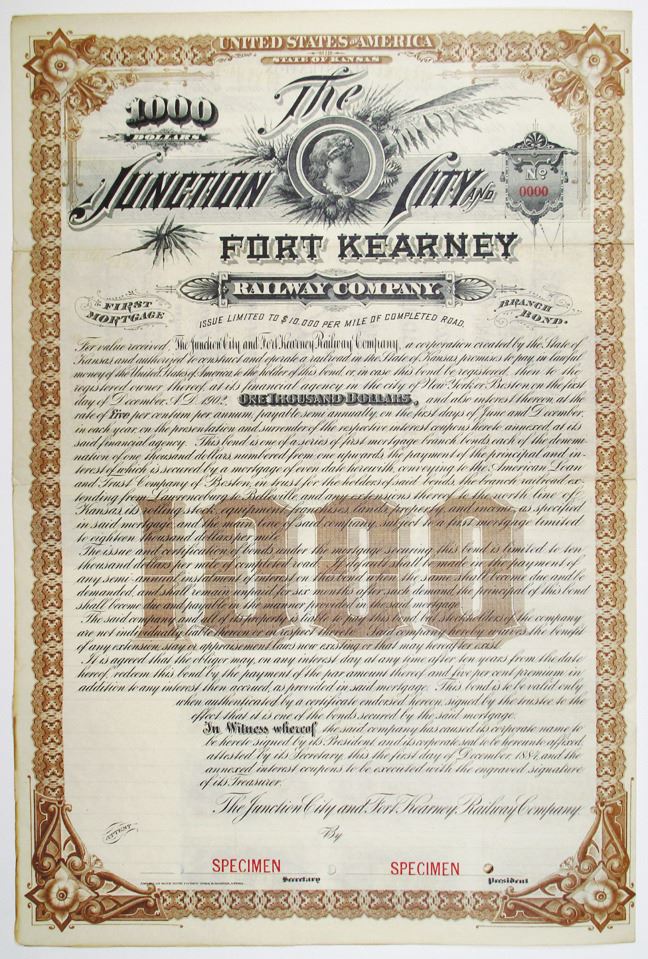 UNITED STATES OF AMERICA
STATE OF KANSAS
1000
DOLLARS
The
JUNCTION CITY AND
No
0000
FORT KEARNEY
RAILWAY COMPANY.
FIRST MORTGAGE
BRANCH BOND.
ISSUE LIMITED TO $10,000 PER MILE OF COMPLETED ROAD.
For value received The Junction City and Fort Kearney Railway Company, a corporation created by the State of
Kansas and authorized to construct and operate a railroad in the State of Kansas, promises to pay in lawful
money of the United States of America to the holder of this bond, or, in case this bond be registered, then to the
registered owner thereof, at its financial agency in the city of New York or Boston on the first
day of December A.D. 190 , ONE THOUSAND DOLLARS, and also interest thereon, at the
rate of Five per centum per annum, payable semi annually, on the first days of June and December,
in each year, on the presentation and surrender of the respective interest coupons hereto annexed, at its
said financial agency. This bond is one of a series of first mortgage branch bonds, each of the denomi
nation of one thousand dollars, numbered from one upwards, the payment of the principal and in-
terest of which is secured by a mortgage of even date herewith, conveying to the American Loan
and Trust Company of Boston, in trust for the holders of said bonds, the branch railroad ex-
tending from Lawrenceburg to Belleville, and any extensions thereof to the north line of
Kansas, its rolling stock, equipment, franchises, lands, property, and income, as specified
in said mortgage and the main line of said company, subject to a first mortgage limited
to eighteen thousand dollars per mile.
The issue and certification of bonds under the mortgage securing this bond is limited to ten
thousand dollars per mile of completed road. If default shall be made in the payment of
any semi-annual instalment of interest on this bond when the same shall become due and be
demanded, and shall remain unpaid for six months after such demand, the principal of this bond
shall become due and payable in the manner provided in the said mortgage.
The said company and all of its property is liable to pay this bond, but stockholders of the company
are not individually liable hereon or in respect hereto. Said company hereby waives the benefit
of any extension, stay or appraisement laws now existing or that may hereafter exist.
It is agreed that the obligor may, on any interest day at any time after ten years from the date
hereof, redeem this bond by the payment of the par amount thereof and five per cent premium in
addition to any interest then accrued, as provided in said mortgage. This bond is to be valid only
when authenticated by a certificate endorsed hereon, signed by the trustee, to the
effect that it is one of the bonds secured by the said mortgage.
In Witness whereof the said company has caused its corporate name to
be hereto signed by its President and its corporate seal to be hereunto affixed,
attested by its Secretary this first day of December 1884, and the
annexed interest coupons to be executed with the engraved signature
of its Treasurer.
The Junction City and Fort Kearney Railway Company.
By
ATTEST
SPECIMEN
SPECIMEN
Secretary
President
1000